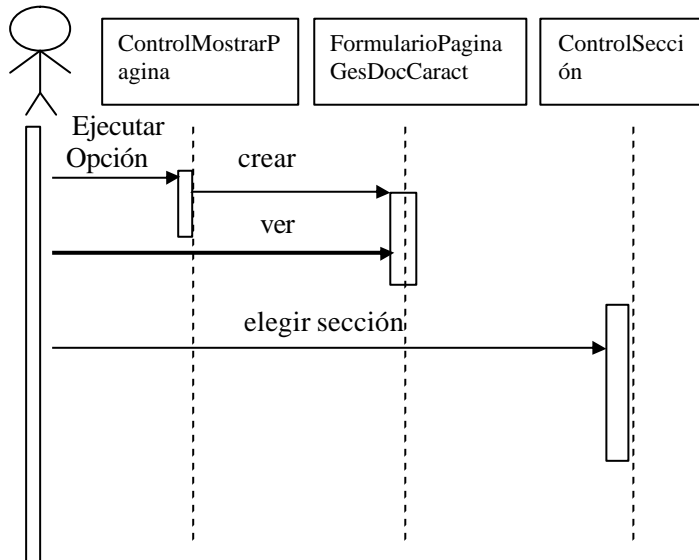 ControlMostrarP
agina
FormularioPagina
GesDocCaract
ControlSecci
ón
Ejecutar
Opción
crear
ver
elegir sección